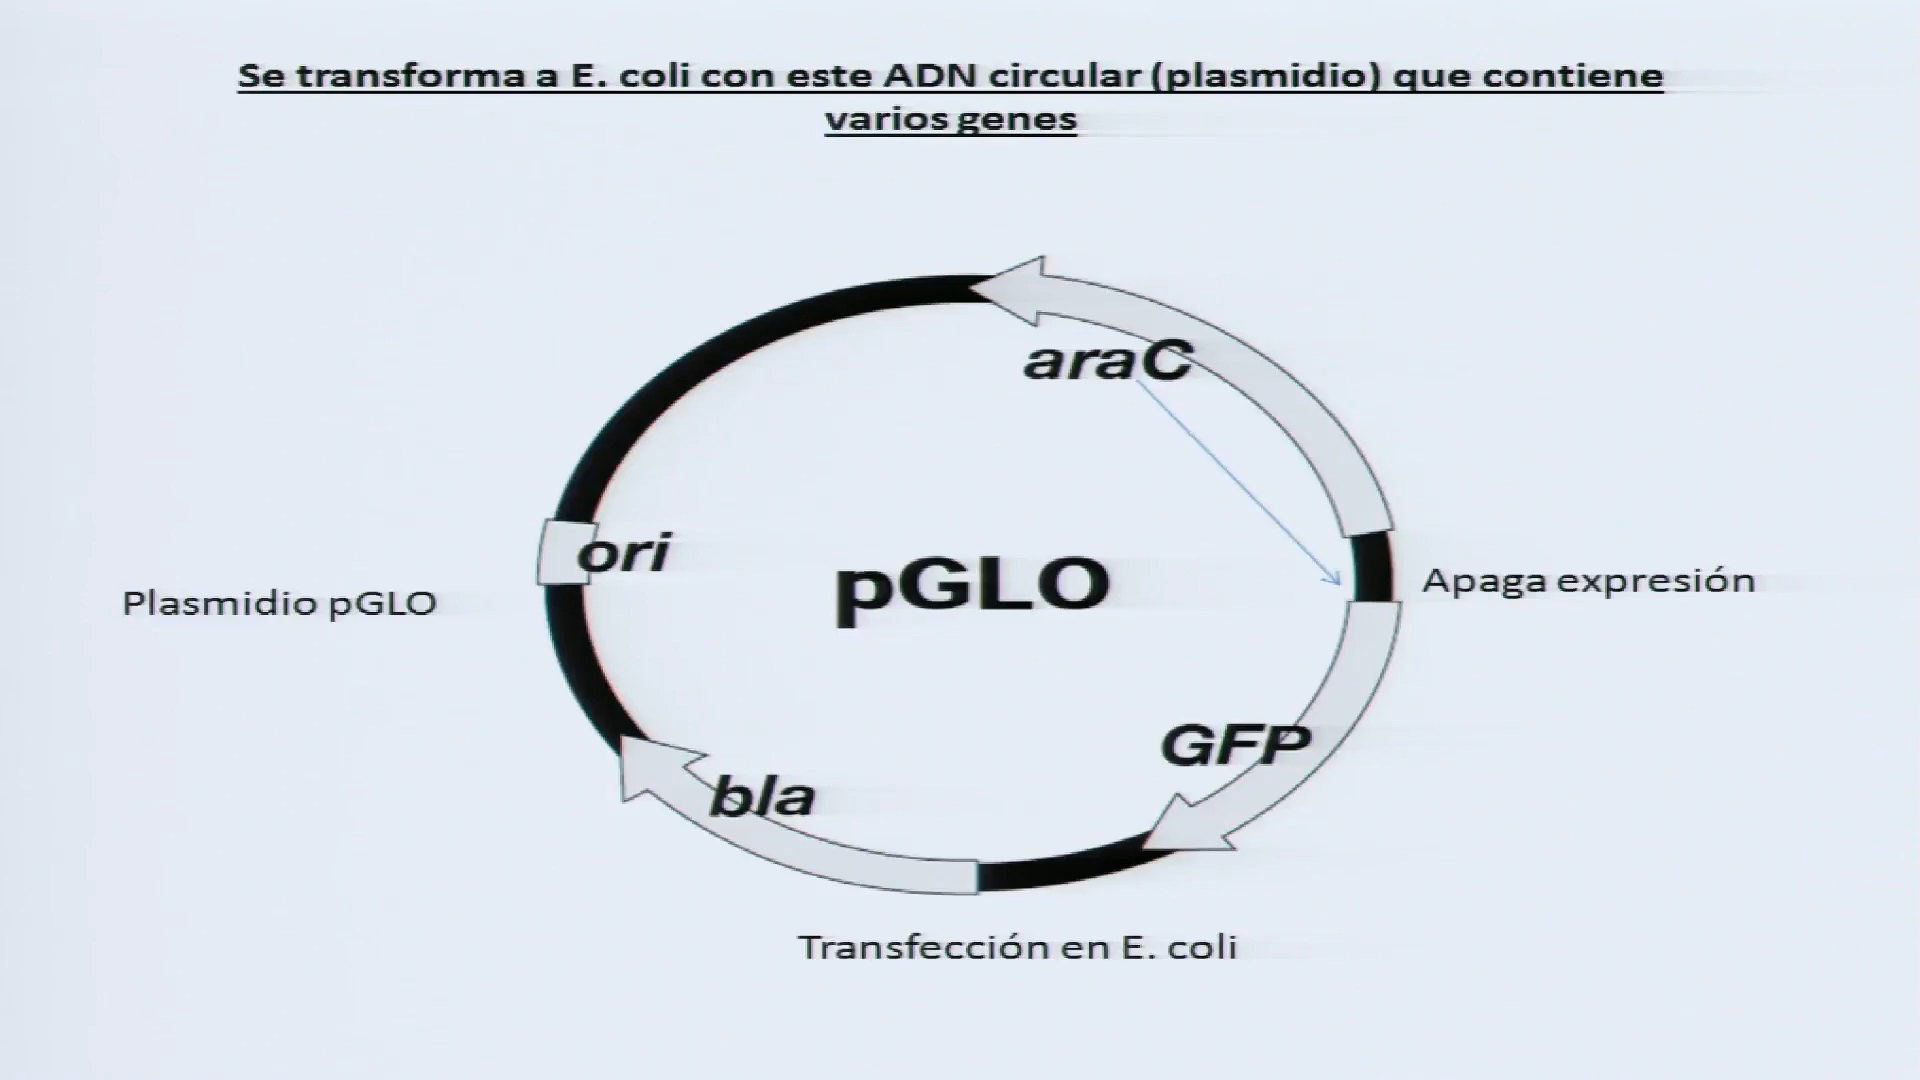 Se transforma a E. coli con este ADN circular (plasmidio) que contiene
varios genes
araC
ori
pGLO
Apaga expresión
Plasmidio pGLO
GFP
bla
Transfección en E. coli